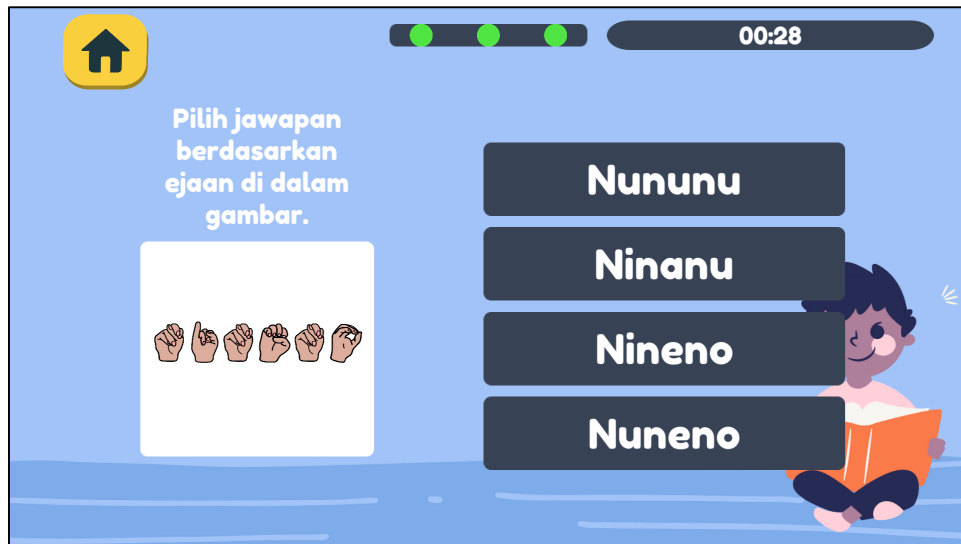 00:28
Pilih jawapan
berdasarkan
ejaan di dalam
gambar.
Nununu
Ninanu
Nineno
Nuneno